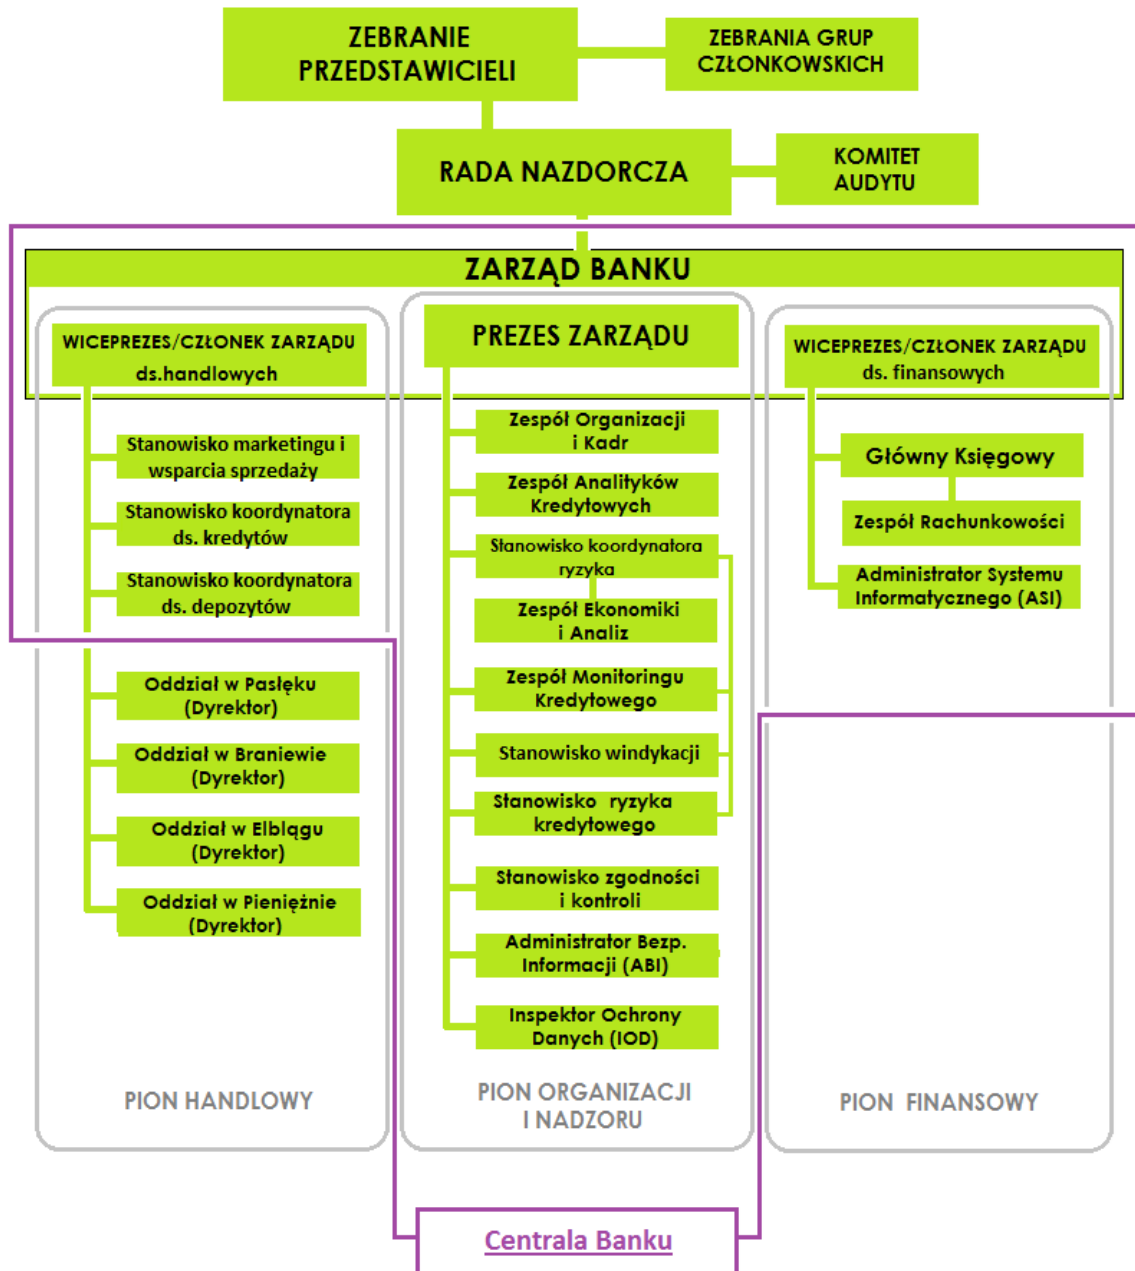 ZEBRANIE
PRZEDSTAWICIELI
ZEBRANIA GRUP
CZŁONKOWSKICH
RADA NAZDORCZA
KOMITET
AUDYTU
ZARZĄD BANKU
WICEPREZES/CZŁONEK ZARZĄDU
ds.handlowych
Stanowisko marketingu i
wsparcia sprzedaży
Stanowisko koordynatora
ds. kredytów
Stanowisko koordynatora
ds. depozytów
Oddział w Pasłęku
(Dyrektor)
Oddział w Braniewie
(Dyrektor)
Oddział w Elblągu
(Dyrektor)
Oddział w Pieniężnie
(Dyrektor)
PION HANDLOWY
PREZES ZARZĄDU
Zespół Organizacji
i Kadr
Zespół Analityków
Kredytowych
Stanowisko koordynatora
ryzyka
Zespół Ekonomiki
i Analiz
Zespół Monitoringu
Kredytowego
Stanowisko windykacji
Stanowisko ryzyka
kredytowego
Stanowisko zgodności
i kontroli
Administrator Bezp.
Informacji (ABI)
Inspektor Ochrony
Danych (IOD)
PION ORGANIZACJI
I NADZORU
WICEPREZES/CZŁONEK ZARZĄDU
ds. finansowych
Główny Księgowy
Zespół Rachunkowości
Administrator Systemu
Informatycznego (ASI)
PION FINANSOWY
Centrala Banku